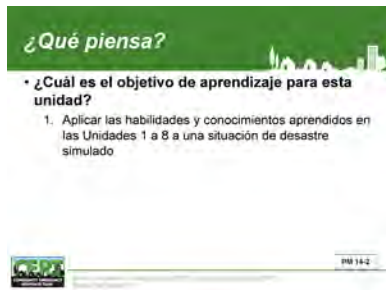 ¿Qué piensa?
• ¿Cuál es el objetivo de aprendizaje para esta
unidad?
1. Aplicar las habilidades y conocimientos aprendidos en
las Unidades 1 a 8 a una situación de desastre
simulado
PM 14-2
CERT